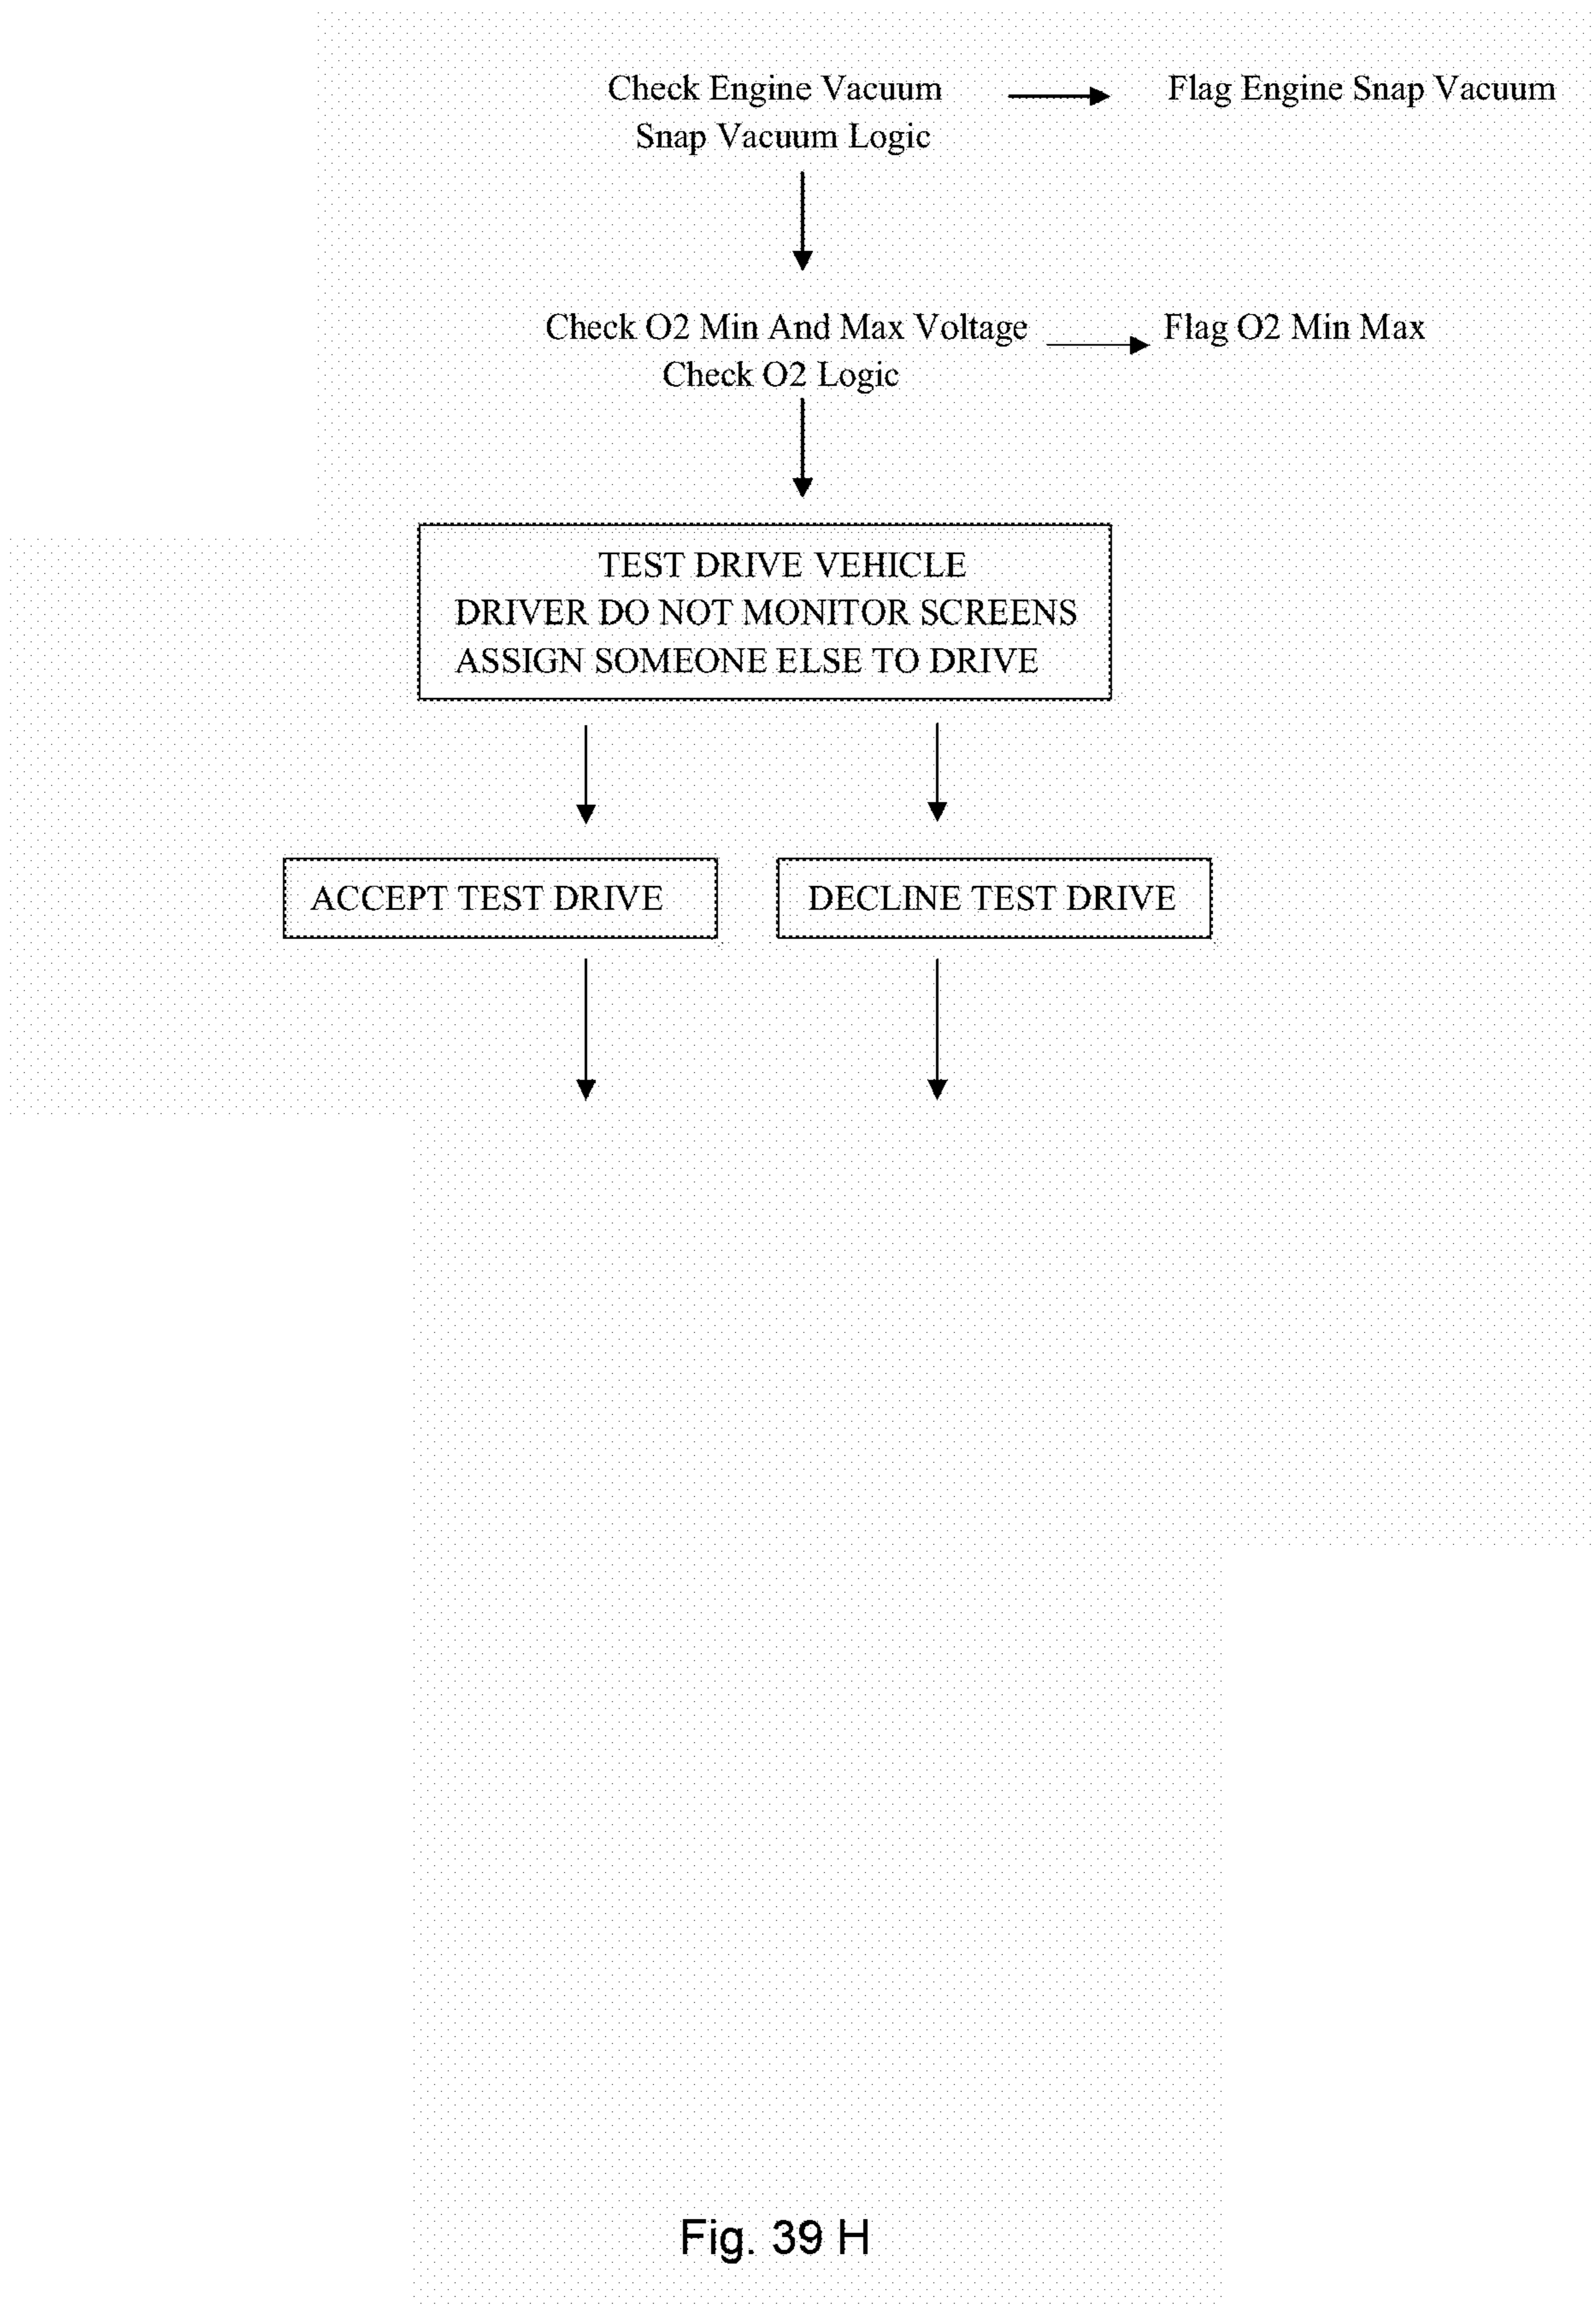 Check Engine Vacuum
Snap Vacuum Logic
Flag Engine Snap Vacuum
Check O2 Min And Max Voltage
Check O2 Logic
Flag O2 Min Max
TEST DRIVE VEHICLE
DRIVER DO NOT MONITOR SCREENS
ASSIGN SOMEONE ELSE TO DRIVE
ACCEPT TEST DRIVE
DECLINE TEST DRIVE
Fig. 39 H